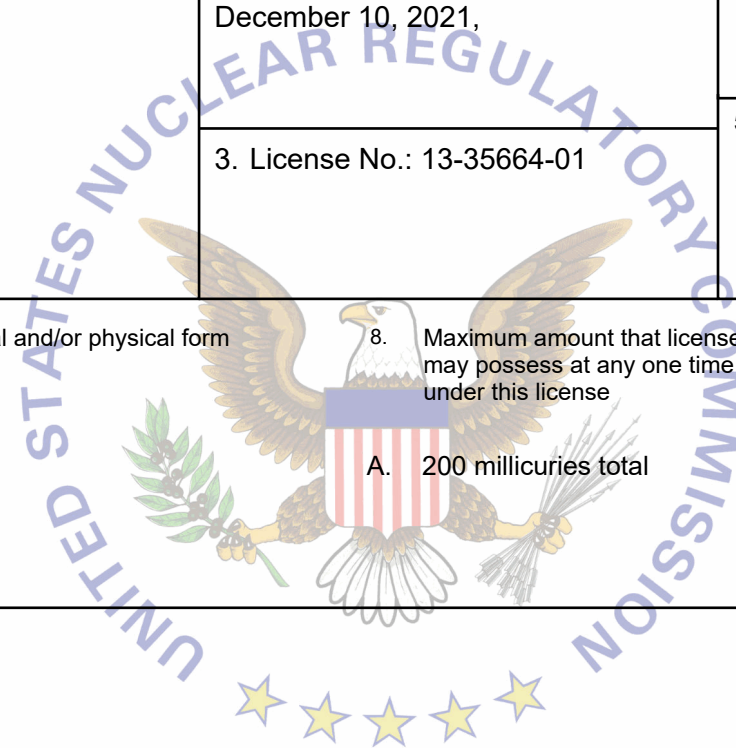 December 10, 2021,
3. License No.: 13-35664-01
al and/or physical form
8. Maximum amount that license
may possess at any one time
under this license
A. 200 millicuries total
UNITED STATES NUCLEAR REGULATORY COMMISSION